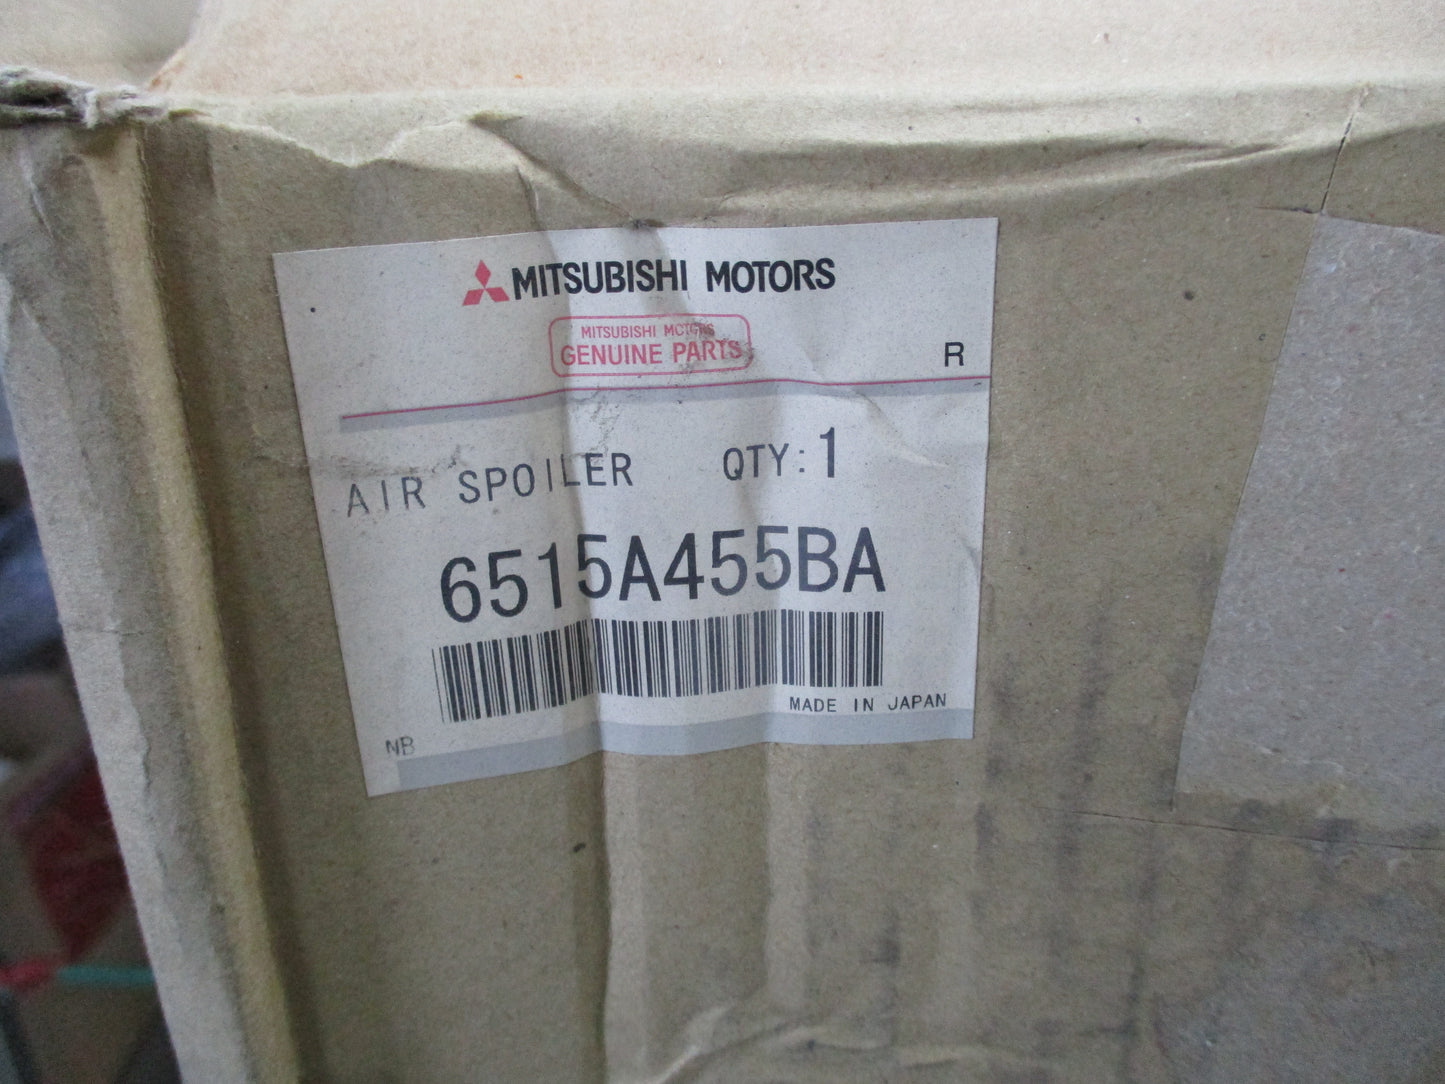 MITSUBISHI MOTORS
MITSUBISHI MOTORS
GENUINE PARTS
R
AIR SPOILER QTY:1
6515A455BA
MADE IN JAPAN
NB